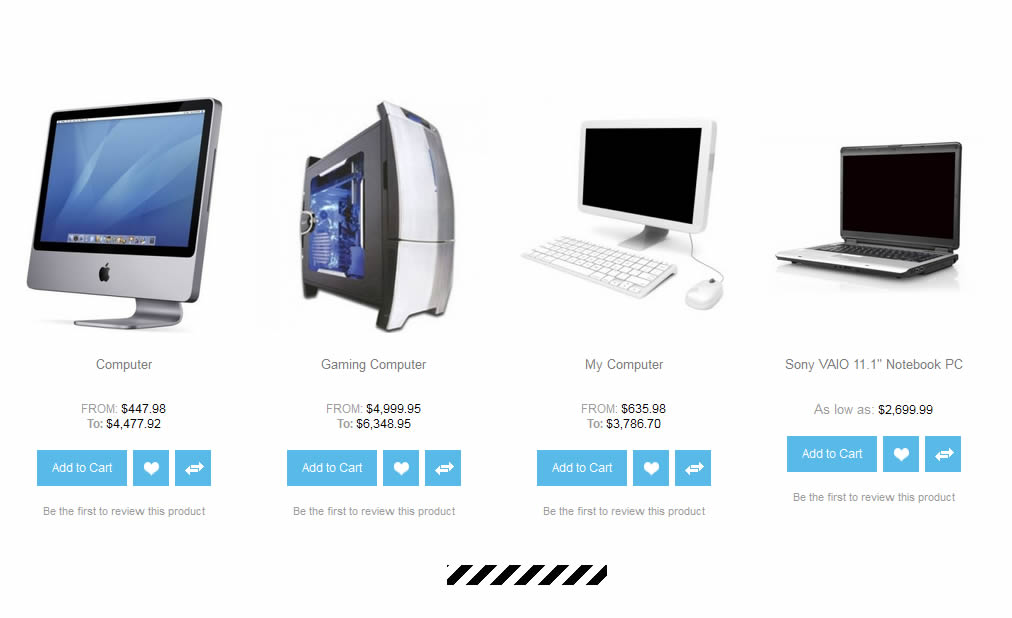 Computer
FROM: $447.98
To: $4,477.92
Add to Cart
Be the first to review this product
Gaming Computer
FROM: $4,999.95
To: $6,348.95
Add to Cart
Be the first to review this product
My Computer
FROM: $635.98
To: $3,786.70
Add to Cart
Be the first to review this product
Sony VAIO 11.1" Notebook PC
As low as: $2,699.99
Add to Cart
Be the first to review this product